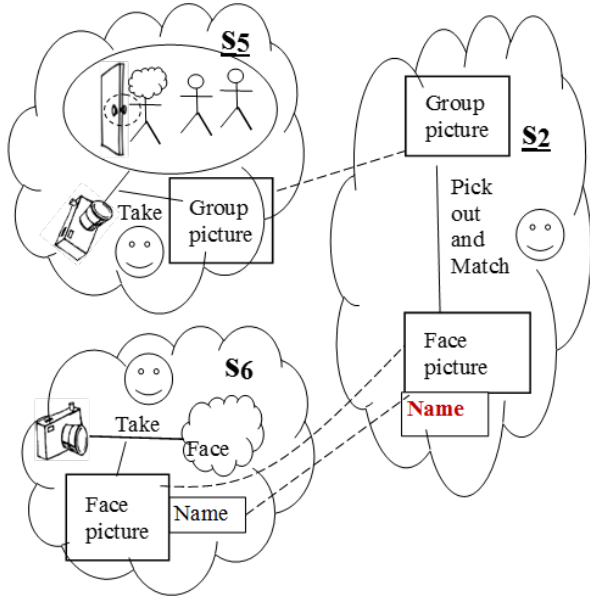 S5
Take
Group
picture
S2
Group
picture
Pick
out
and
Match
Face
picture
Name
S6
Take
Face
Face
picture
Name